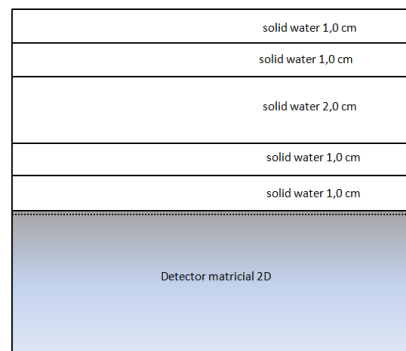 solid water 1,0 cm
solid water 1,0 cm
solid water 2,0 cm
solid water 1,0 cm
solid water 1,0 cm
Detector matricial 2D